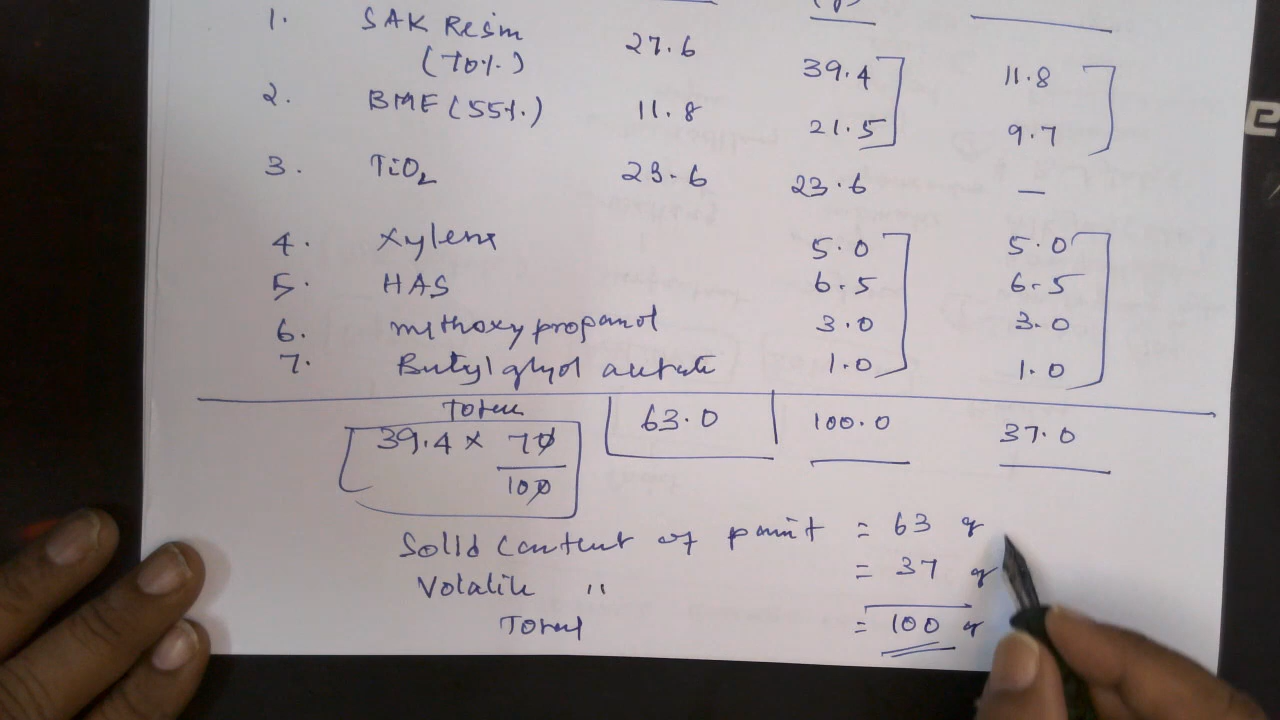 1. SAK Resin 27.6 39.4 11.8
(70%)
2. BME (55%) 11.8 21.5 9.7
3. TiO2 23.6 23.6 —
4. Xylene 5.0 5.0
5. HAS 6.5 6.5
6. methoxy propanol 3.0 3.0
7. Butyl glycol acetate 1.0 1.0
Total 63.0 100.0 37.0
39.4 × 70
100
Solid Content of paint = 63 g
Volatile " = 37 g
Total = 100 g